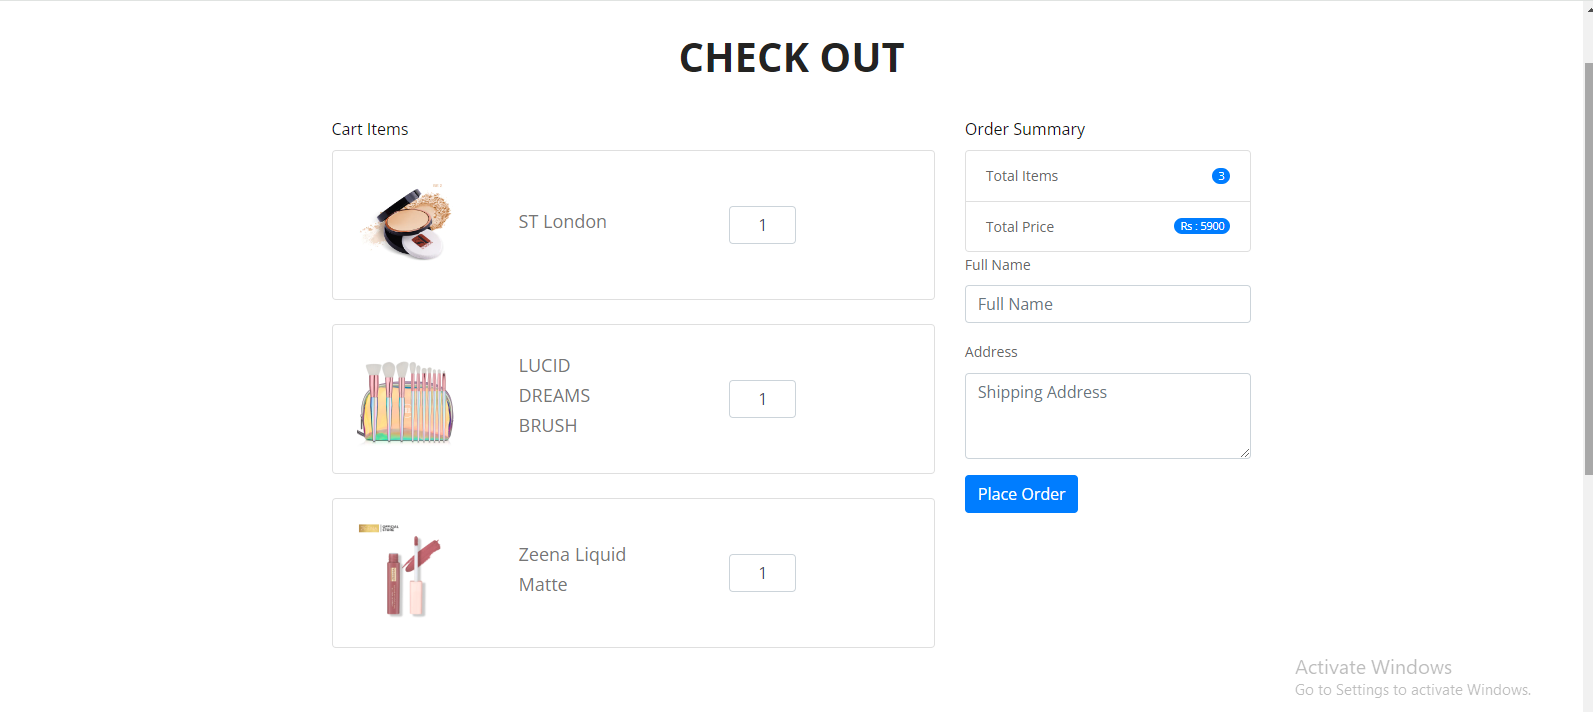 CHECK OUT
Cart Items
ST London
1
LUCID
DREAMS
BRUSH
1
OFFICIAL
STORE
Zeena Liquid
Matte
1
Order Summary
Total Items
3
Total Price
Rs : 5900
Full Name
Full Name
Address
Shipping Address
Place Order
Activate Windows
Go to Settings to activate Windows.